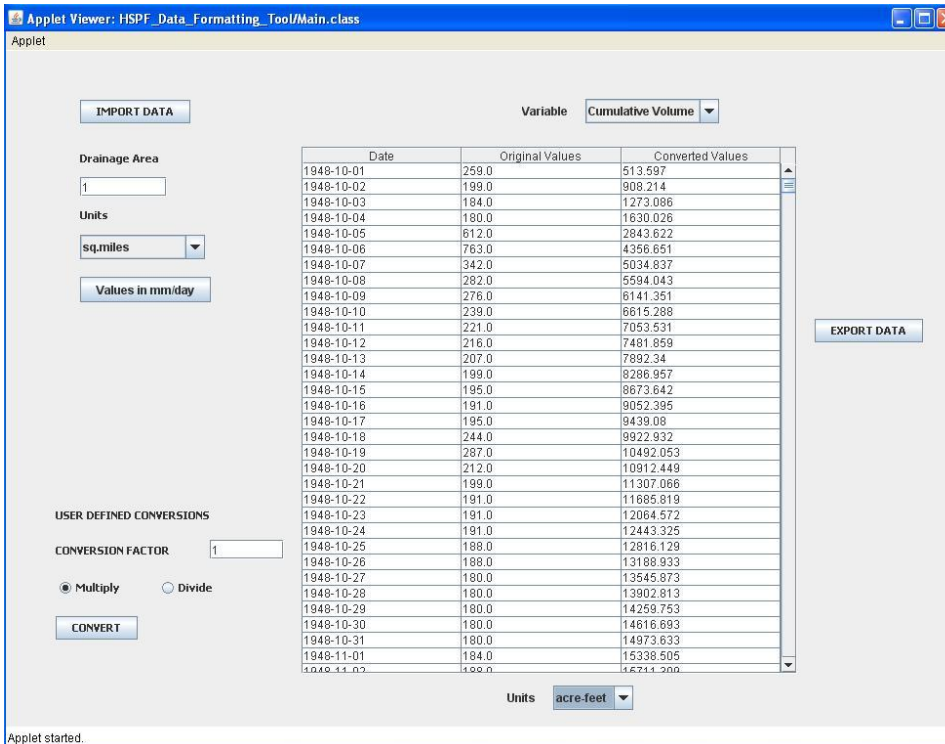 Applet Viewer: HSPF_Data_Formatting_Tool/Main.class
Applet
IMPORT DATA
Variable Cumulative Volume
Drainage Area
1
Units
sq.miles
Values in mm/day
Date Original Values Converted Values
1948-10-01 259.0 513.597
1948-10-02 199.0 908.214
1948-10-03 184.0 1273.086
1948-10-04 180.0 1630.026
1948-10-05 612.0 2843.622
1948-10-06 763.0 4356.651
1948-10-07 342.0 5034.837
1948-10-08 282.0 5594.043
1948-10-09 276.0 6141.351
1948-10-10 239.0 6615.288
1948-10-11 221.0 7053.531
1948-10-12 216.0 7481.859
1948-10-13 207.0 7892.34
1948-10-14 199.0 8286.957
1948-10-15 195.0 8673.642
1948-10-16 191.0 9052.395
1948-10-17 195.0 9439.08
1948-10-18 244.0 9922.932
1948-10-19 287.0 10492.053
1948-10-20 212.0 10912.449
1948-10-21 199.0 11307.066
1948-10-22 191.0 11685.819
1948-10-23 191.0 12064.572
1948-10-24 191.0 12443.325
1948-10-25 188.0 12816.129
1948-10-26 188.0 13188.933
1948-10-27 180.0 13545.873
1948-10-28 180.0 13902.813
1948-10-29 180.0 14259.753
1948-10-30 180.0 14616.693
1948-10-31 180.0 14973.633
1948-11-01 184.0 15338.505
1948-11-02 188.0 15711.309
EXPORT DATA
USER DEFINED CONVERSIONS
CONVERSION FACTOR 1
Multiply Divide
CONVERT
Units acre-feet
Applet started.